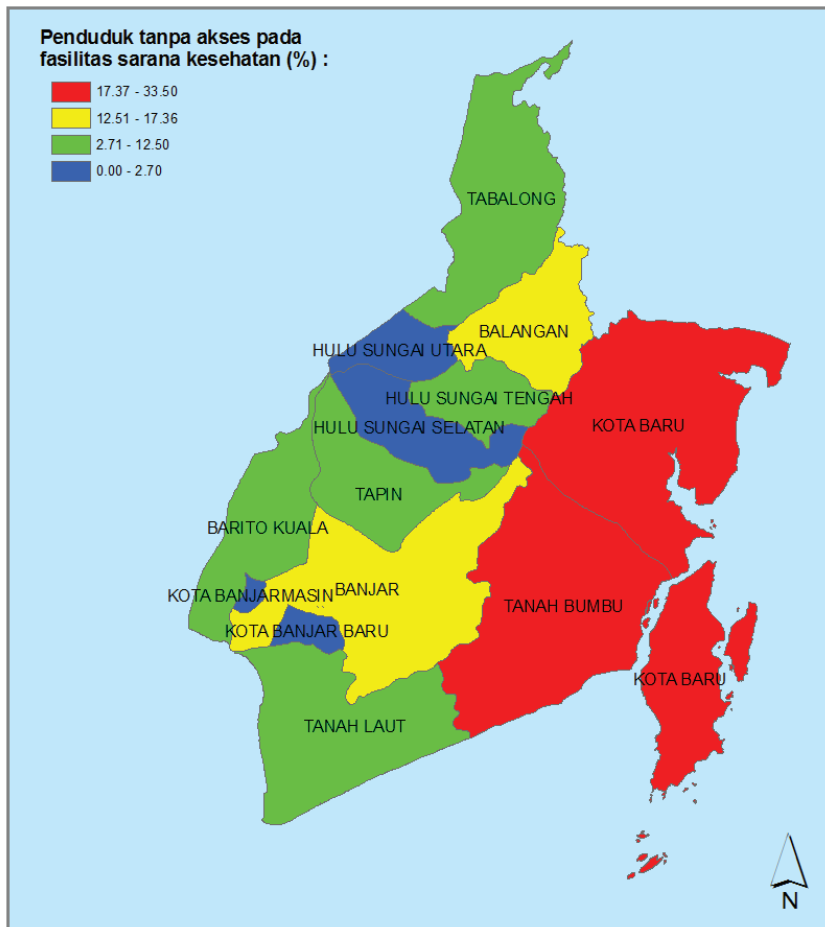 Penduduk tanpa akses pada
fasilitas sarana kesehatan (%) :
17.37 - 33.50
12.51 - 17.36
2.71 - 12.50
0.00 - 2.70
TABALONG
BALANGAN
HULU SUNGAI UTARA
HULU SUNGAI TENGAH
KOTA BARU
HULU SUNGAI SELATAN
TAPIN
BARITO KUALA
KOTA BANJARMASIN
BANJAR
TANAH BUMBU
KOTA BANJAR BARU
KOTA BARU
TANAH LAUT
N